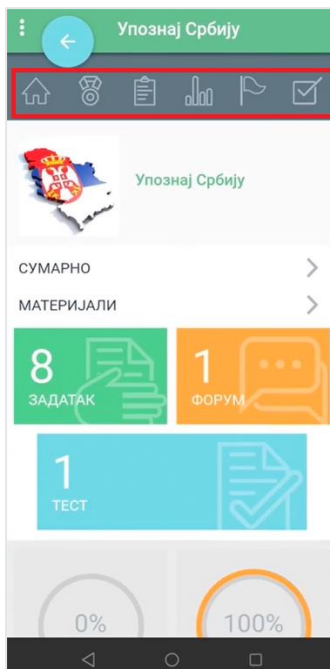 Упознај Србију
Упознај Србију
СУМАРНО
МАТЕРИЈАЛИ
8
ЗАДАТАК
1
ФОРУМ
1
ТЕСТ
0%
100%